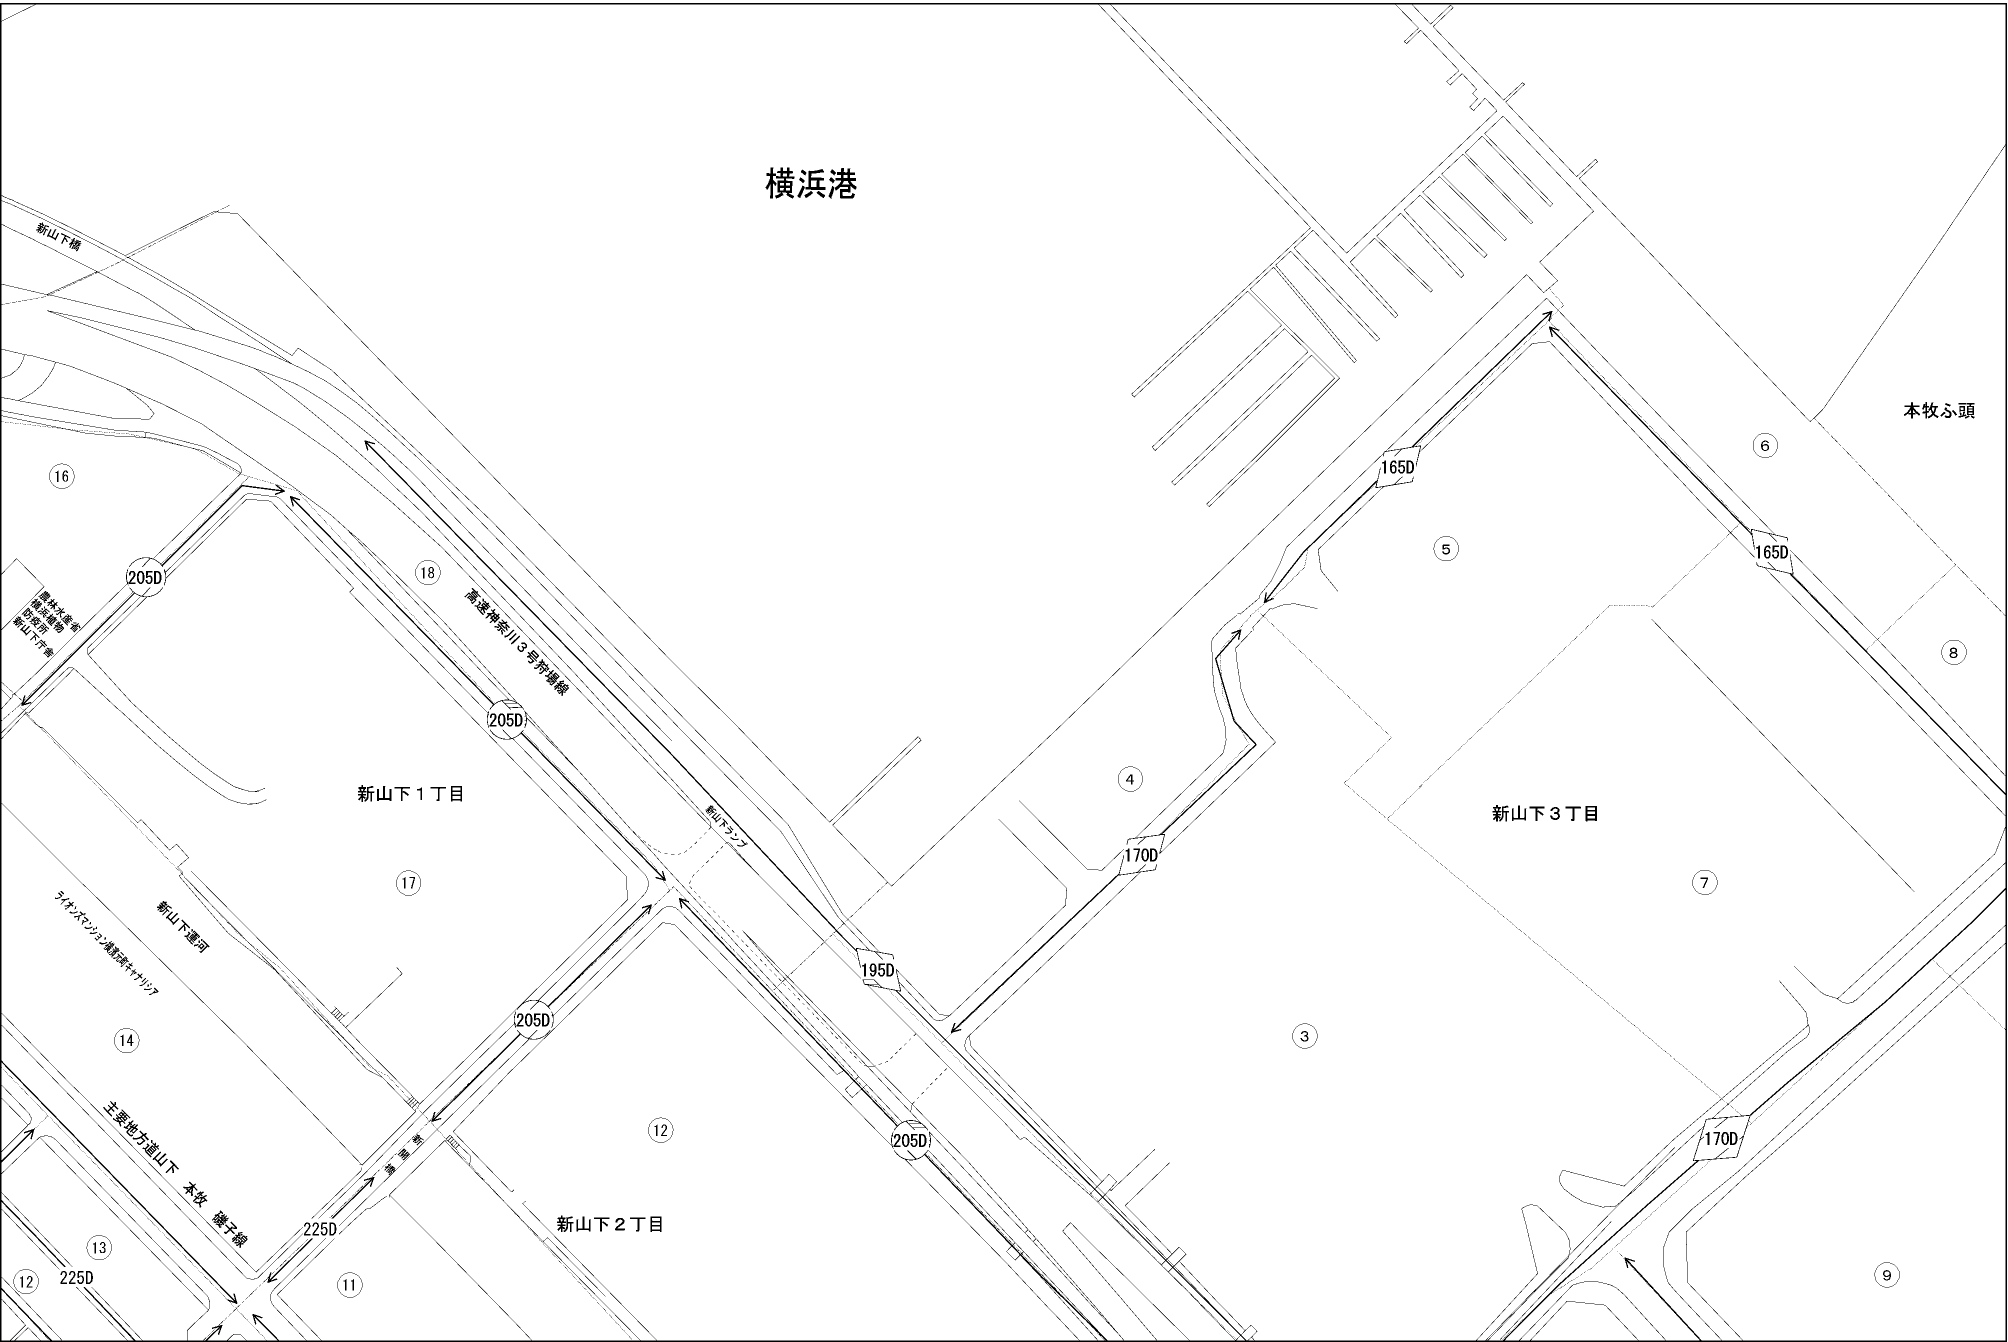 横浜港
新山下橋
本牧ふ頭
6
165D
16
5
165D
18
205D
高速神奈川3号狩場線
農林水産省
横浜植物
防疫所
新山下庁舎
8
205D
4
新山下1丁目
新山下ランプ
新山下3丁目
170D
17
7
ライオンズマンション横濱元町キャナリシア
新山下運河
195D
205D
3
14
主要地方道山下 本牧 磯子線
12
新開橋
205D
170D
225D
新山下2丁目
13
225D
12
11
9